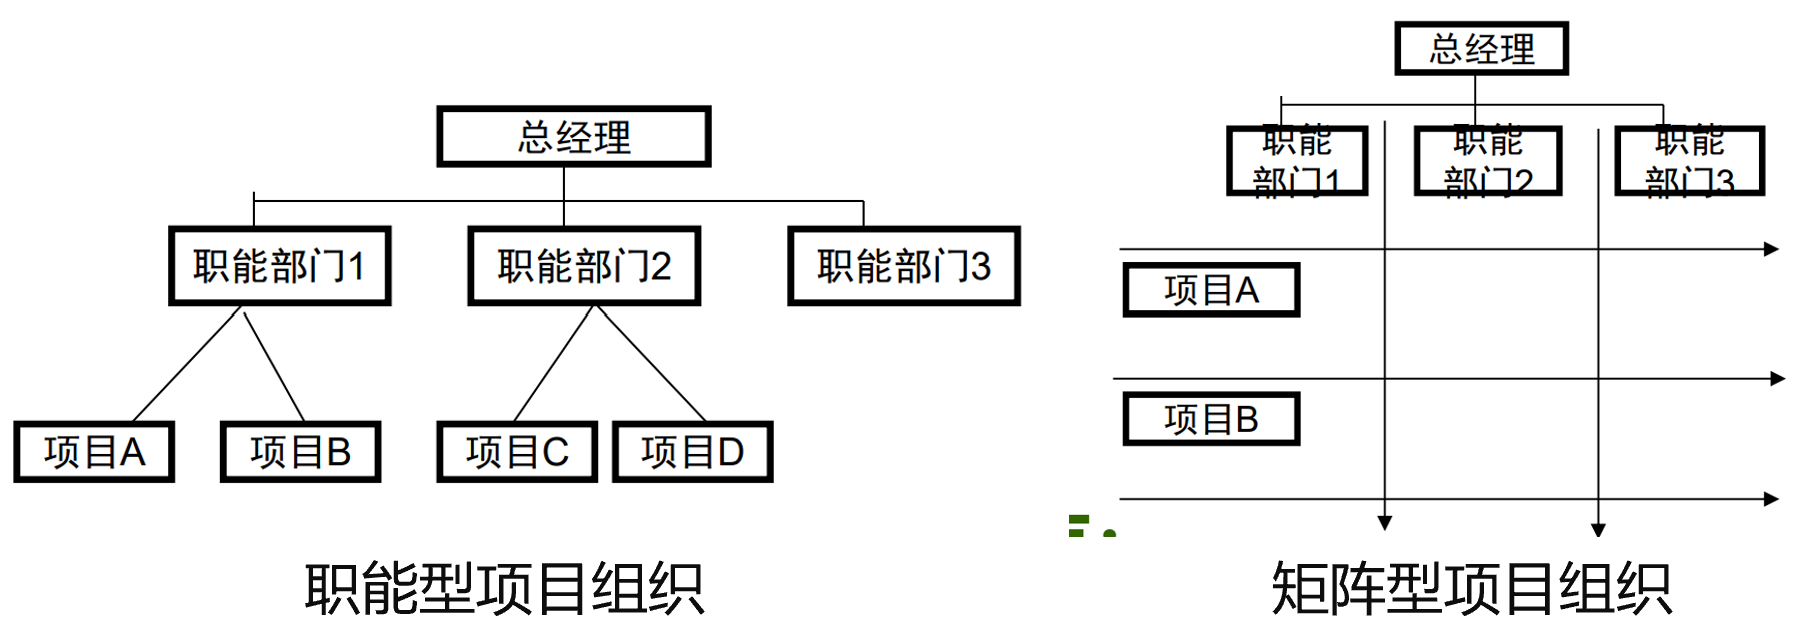 总经理
职能部门1
职能部门2
职能部门3
项目A
项目B
项目C
项目D
职能型项目组织
总经理
职能
部门1
职能
部门2
职能
部门3
项目A
项目B
矩阵型项目组织